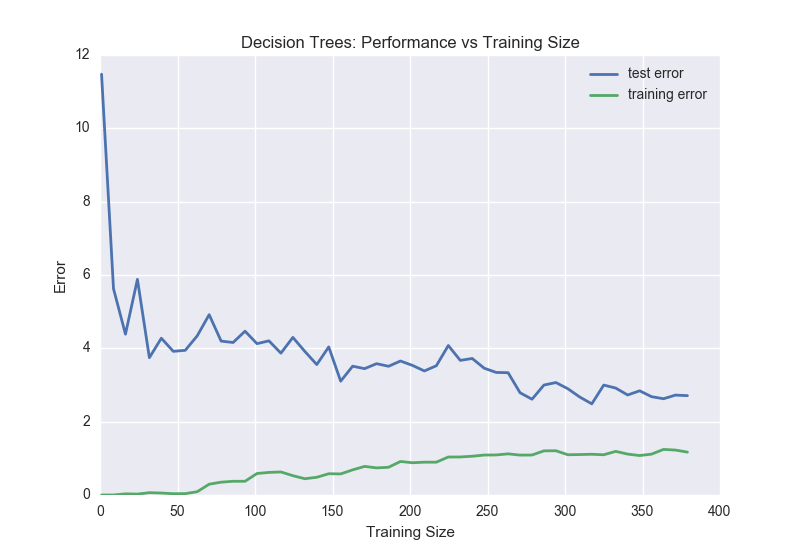 Decision Trees: Performance vs Training Size
12
10
8
6
4
2
0
Error
test error
training error
0 50 100 150 200 250 300 350 400
Training Size